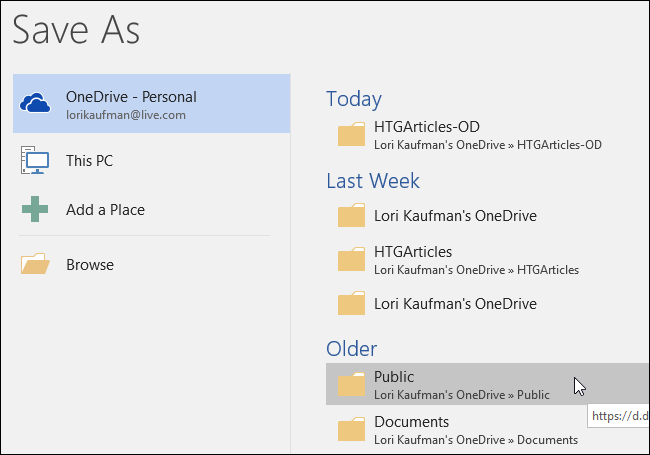 Save As
OneDrive - Personal
lorikaufman@live.com
This PC
Add a Place
Browse
Today
HTGArticles-OD
Lori Kaufman's OneDrive » HTGArticles-OD
Last Week
Lori Kaufman's OneDrive
HTGArticles
Lori Kaufman's OneDrive » HTGArticles
Lori Kaufman's OneDrive
Older
Public
Lori Kaufman's OneDrive » Public
https://d.d
Documents
Lori Kaufman's OneDrive » Documents